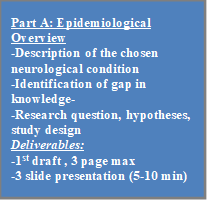 Part A: Epidemiological
Overview
-Description of the chosen
neurological condition
-Identification of gap in
knowledge-
-Research question, hypotheses,
study design
Deliverables:
-1st draft , 3 page max
-3 slide presentation (5-10 min)